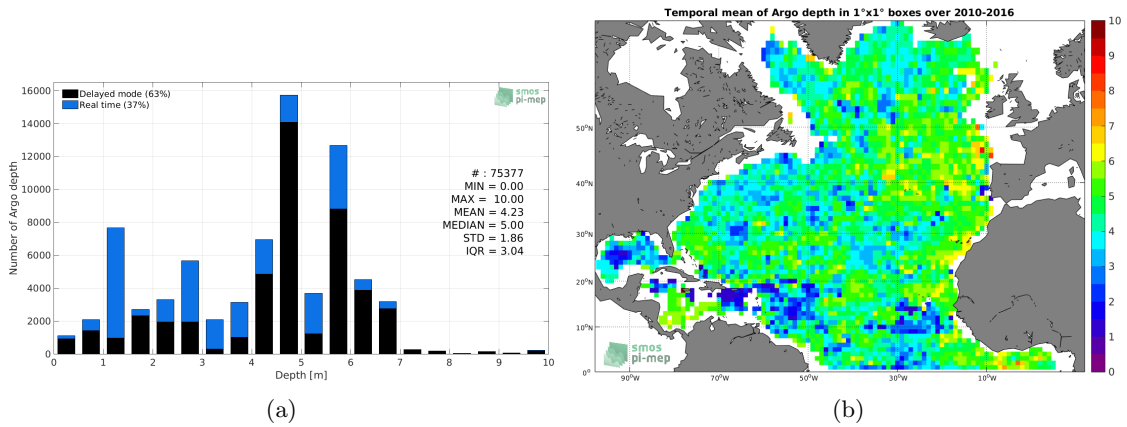 Delayed mode (63%)
Real time (37%)
smos
pi-mep
# : 75377
MIN = 0.00
MAX = 10.00
MEAN = 4.23
MEDIAN = 5.00
STD = 1.86
IQR = 3.04
Number of Argo depth
16000
14000
12000
10000
8000
6000
4000
2000
0
0 1 2 3 4 5 6 7 8 9 10
Depth [m]
(a)
Temporal mean of Argo depth in 1°x1° boxes over 2010-2016
50°N
40°N
30°N
20°N
10°N
0°
90°W 70°W 50°W 30°W 10°W
smos
pi-mep
10
9
8
7
6
5
4
3
2
1
0
(b)